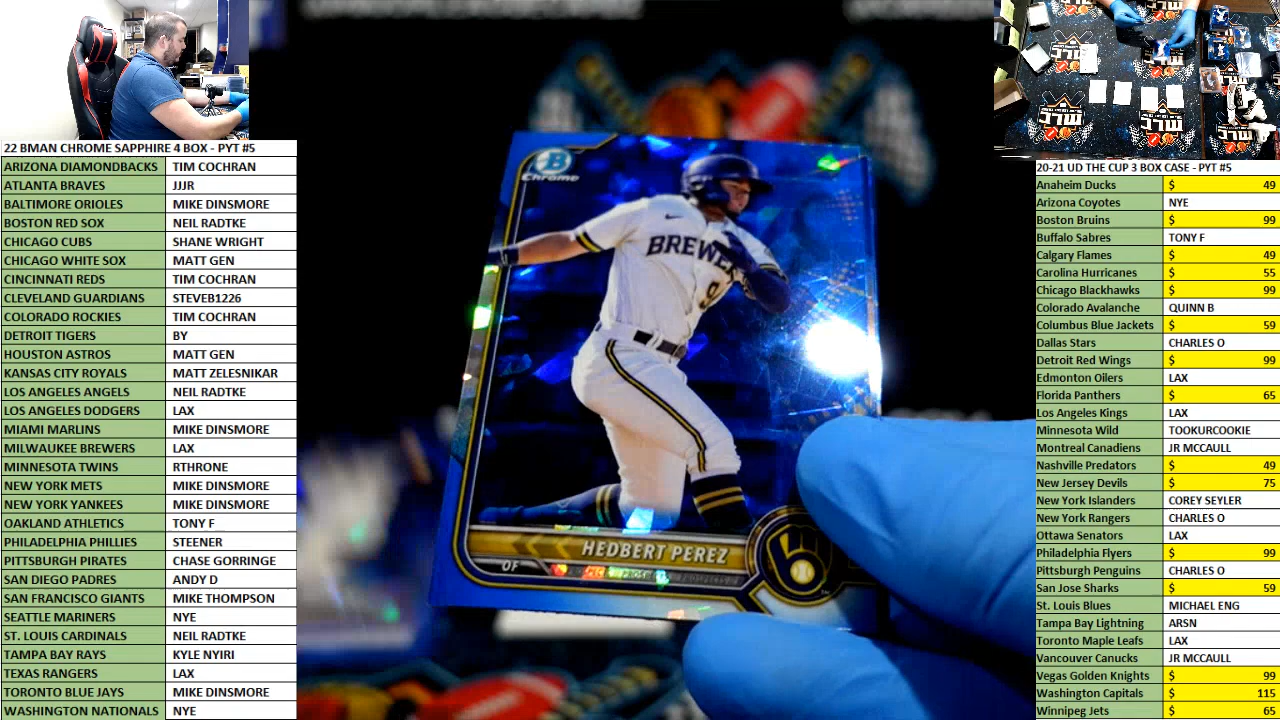 22 BMAN CHROME SAPPHIRE 4 BOX - PYT #5
ARIZONA DIAMONDBACKS TIM COCHRAN
ATLANTA BRAVES JJJR
BALTIMORE ORIOLES MIKE DINSMORE
BOSTON RED SOX NEIL RADTKE
CHICAGO CUBS SHANE WRIGHT
CHICAGO WHITE SOX MATT GEN
CINCINNATI REDS TIM COCHRAN
CLEVELAND GUARDIANS STEVEB1226
COLORADO ROCKIES TIM COCHRAN
DETROIT TIGERS BY
HOUSTON ASTROS MATT GEN
KANSAS CITY ROYALS MATT ZELESNIKAR
LOS ANGELES ANGELS NEIL RADTKE
LOS ANGELES DODGERS LAX
MIAMI MARLINS MIKE DINSMORE
MILWAUKEE BREWERS LAX
MINNESOTA TWINS RTHRONE
NEW YORK METS MIKE DINSMORE
NEW YORK YANKEES MIKE DINSMORE
OAKLAND ATHLETICS TONY F
PHILADELPHIA PHILLIES STEENER
PITTSBURGH PIRATES CHASE GORRINGE
SAN DIEGO PADRES ANDY D
SAN FRANCISCO GIANTS MIKE THOMPSON
SEATTLE MARINERS NYE
ST. LOUIS CARDINALS NEIL RADTKE
TAMPA BAY RAYS KYLE NYIRI
TEXAS RANGERS LAX
TORONTO BLUE JAYS MIKE DINSMORE
WASHINGTON NATIONALS NYE
B
Chrome
BREWE
9
HEDBERT PEREZ
OF
20-21 UD THE CUP 3 BOX CASE - PYT #5
Anaheim Ducks $ 49
Arizona Coyotes NYE
Boston Bruins $ 99
Buffalo Sabres TONY F
Calgary Flames $ 49
Carolina Hurricanes $ 55
Chicago Blackhawks $ 99
Colorado Avalanche QUINN B
Columbus Blue Jackets $ 59
Dallas Stars CHARLES O
Detroit Red Wings $ 99
Edmonton Oilers LAX
Florida Panthers $ 65
Los Angeles Kings LAX
Minnesota Wild TOOKURCOOKIE
Montreal Canadiens JR MCCAULL
Nashville Predators $ 49
New Jersey Devils $ 75
New York Islanders COREY SEYLER
New York Rangers CHARLES O
Ottawa Senators LAX
Philadelphia Flyers $ 99
Pittsburgh Penguins CHARLES O
San Jose Sharks $ 59
St. Louis Blues MICHAEL ENG
Tampa Bay Lightning ARSN
Toronto Maple Leafs LAX
Vancouver Canucks JR MCCAULL
Vegas Golden Knights $ 99
Washington Capitals $ 115
Winnipeg Jets $ 65